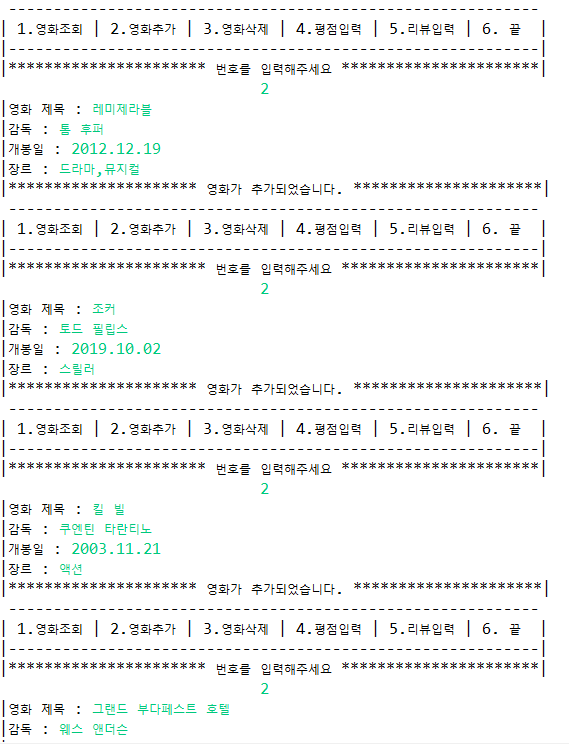 -----------------------------------------------------------
| 1.영화조회 | 2.영화추가 | 3.영화삭제 | 4.평점입력 | 5.리뷰입력 | 6. 끝  |
|-----------------------------------------------------------|
|********************** 번호를 입력해주세요 **********************|
2
|영화 제목 : 레미제라블
|감독 : 톰 후퍼
|개봉일 : 2012.12.19
|장르 : 드라마,뮤지컬
|********************* 영화가 추가되었습니다. *********************|
-----------------------------------------------------------
| 1.영화조회 | 2.영화추가 | 3.영화삭제 | 4.평점입력 | 5.리뷰입력 | 6. 끝  |
|-----------------------------------------------------------|
|********************** 번호를 입력해주세요 **********************|
2
|영화 제목 : 조커
|감독 : 토드 필립스
|개봉일 : 2019.10.02
|장르 : 스릴러
|********************* 영화가 추가되었습니다. *********************|
-----------------------------------------------------------
| 1.영화조회 | 2.영화추가 | 3.영화삭제 | 4.평점입력 | 5.리뷰입력 | 6. 끝  |
|-----------------------------------------------------------|
|********************** 번호를 입력해주세요 **********************|
2
|영화 제목 : 킬 빌
|감독 : 쿠엔틴 타란티노
|개봉일 : 2003.11.21
|장르 : 액션
|********************* 영화가 추가되었습니다. *********************|
-----------------------------------------------------------
| 1.영화조회 | 2.영화추가 | 3.영화삭제 | 4.평점입력 | 5.리뷰입력 | 6. 끝  |
|-----------------------------------------------------------|
|********************** 번호를 입력해주세요 **********************|
2
|영화 제목 : 그랜드 부다페스트 호텔
|감독 : 웨스 앤더슨